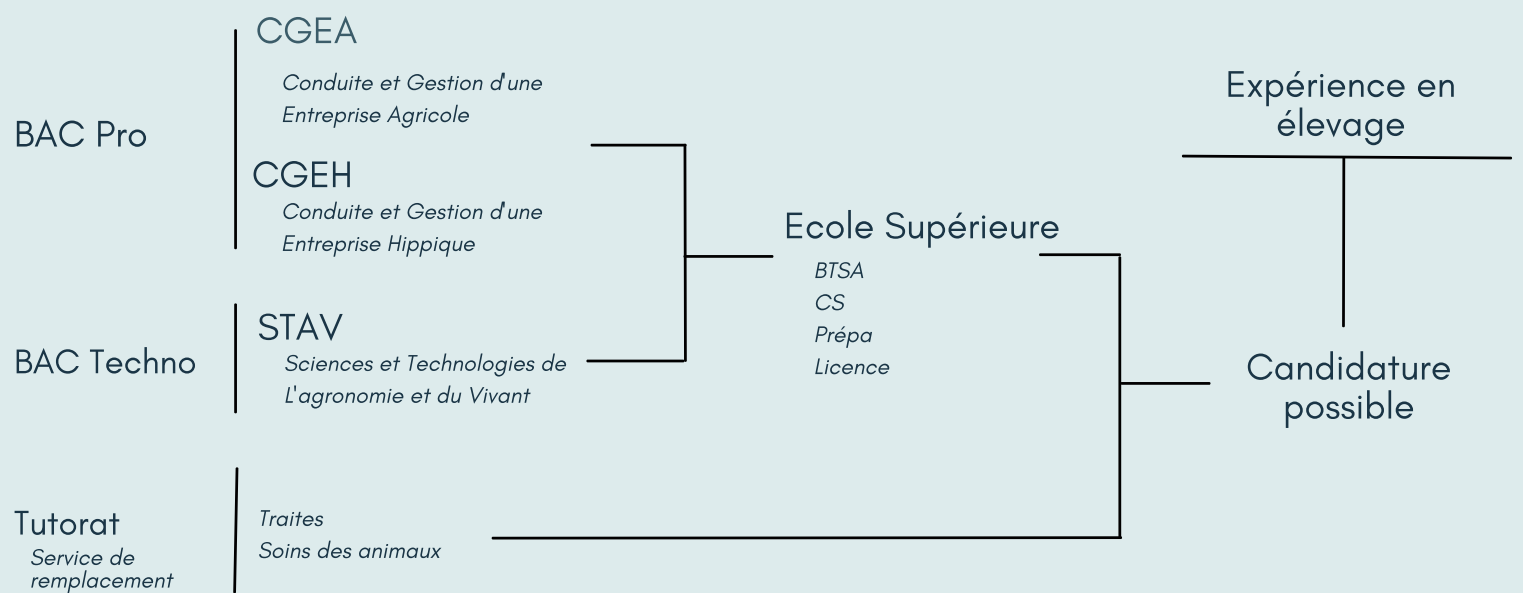 BAC Pro
CGEA
Conduite et Gestion d'une
Entreprise Agricole
CGEH
Conduite et Gestion d'une
Entreprise Hippique
BAC Techno
STAV
Sciences et Technologies de
L'agronomie et du Vivant
Tutorat
Service de
remplacement
Traites
Soins des animaux
Ecole Supérieure
BTSA
CS
Prépa
Licence
Expérience en
élevage
Candidature
possible